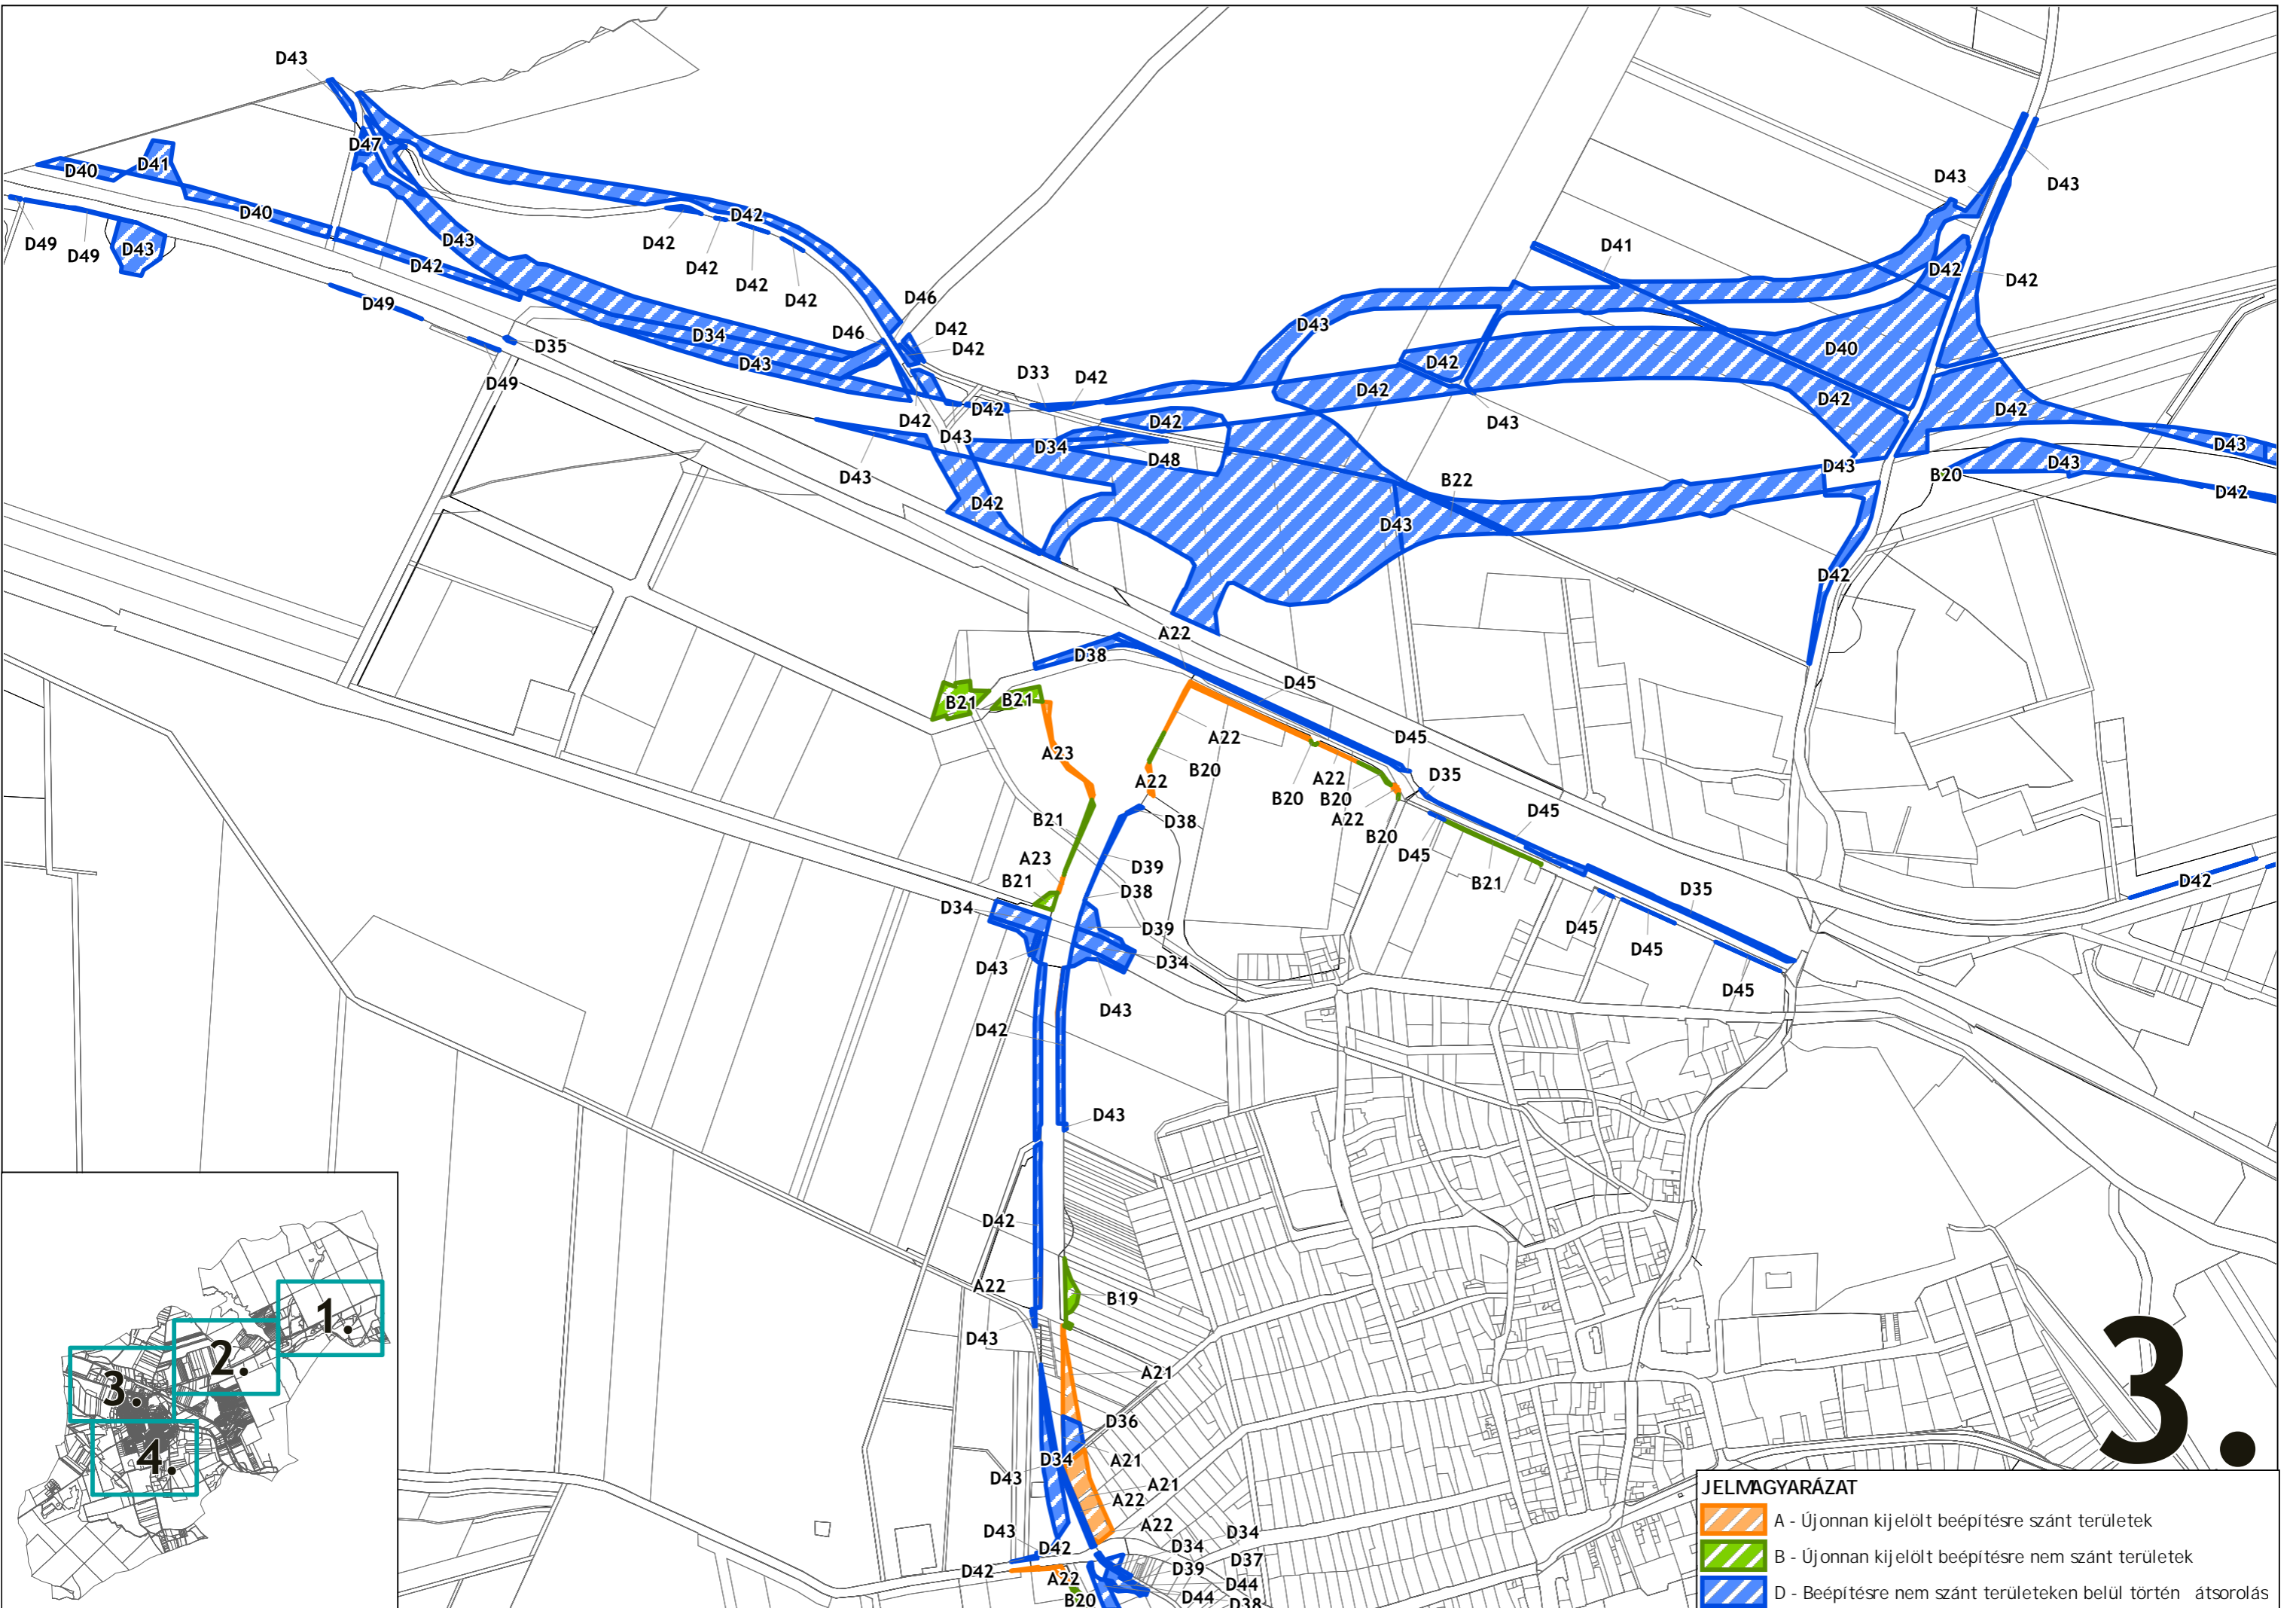 D43
D47
D40
D41
D43
D43
D43
D40
D42
D49
D49
D43
D43
D42
D42
D42
D41
D42
D42
D42
D42
D42
D49
D46
D46
D42
D42
D43
D34
D35
D43
D40
D42
D33
D42
D42
D49
D42
D42
D42
D42
D42
D43
D43
D34
D43
D48
D43
D43
D43
B20
D43
B22
D42
D42
D43
D42
A22
D38
D45
B21
B21
A22
D45
A23
B20
A22
A22
D35
B20
B20
D45
A22
B21
D38
B20
D45
A23
D39
B21
B21
D35
D42
D38
D34
D39
D45
D45
D43
D34
D45
D43
D42
D43
D42
A22
B19
D43
A21
D36
D34
A21
D43
A21
A22
A22
D34
D43
D42
D34
D37
D42
A22
D39
D44
B20
D44
D38
1.
2.
3.
4.
3.
JELMAGYARÁZAT
A - Újonnan kijelölt beépítésre szánt területek
B - Újonnan kijelölt beépítésre nem szánt területek
D - Beépítésre nem szánt területeken belül történ átsorolás